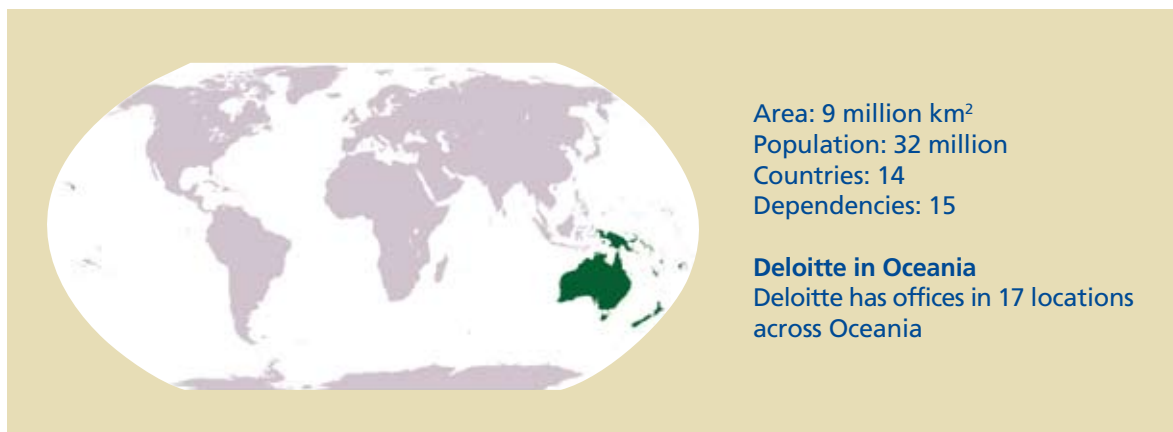 Area: 9 million km²
Population: 32 million
Countries: 14
Dependencies: 15
Deloitte in Oceania
Deloitte has offices in 17 locations
across Oceania